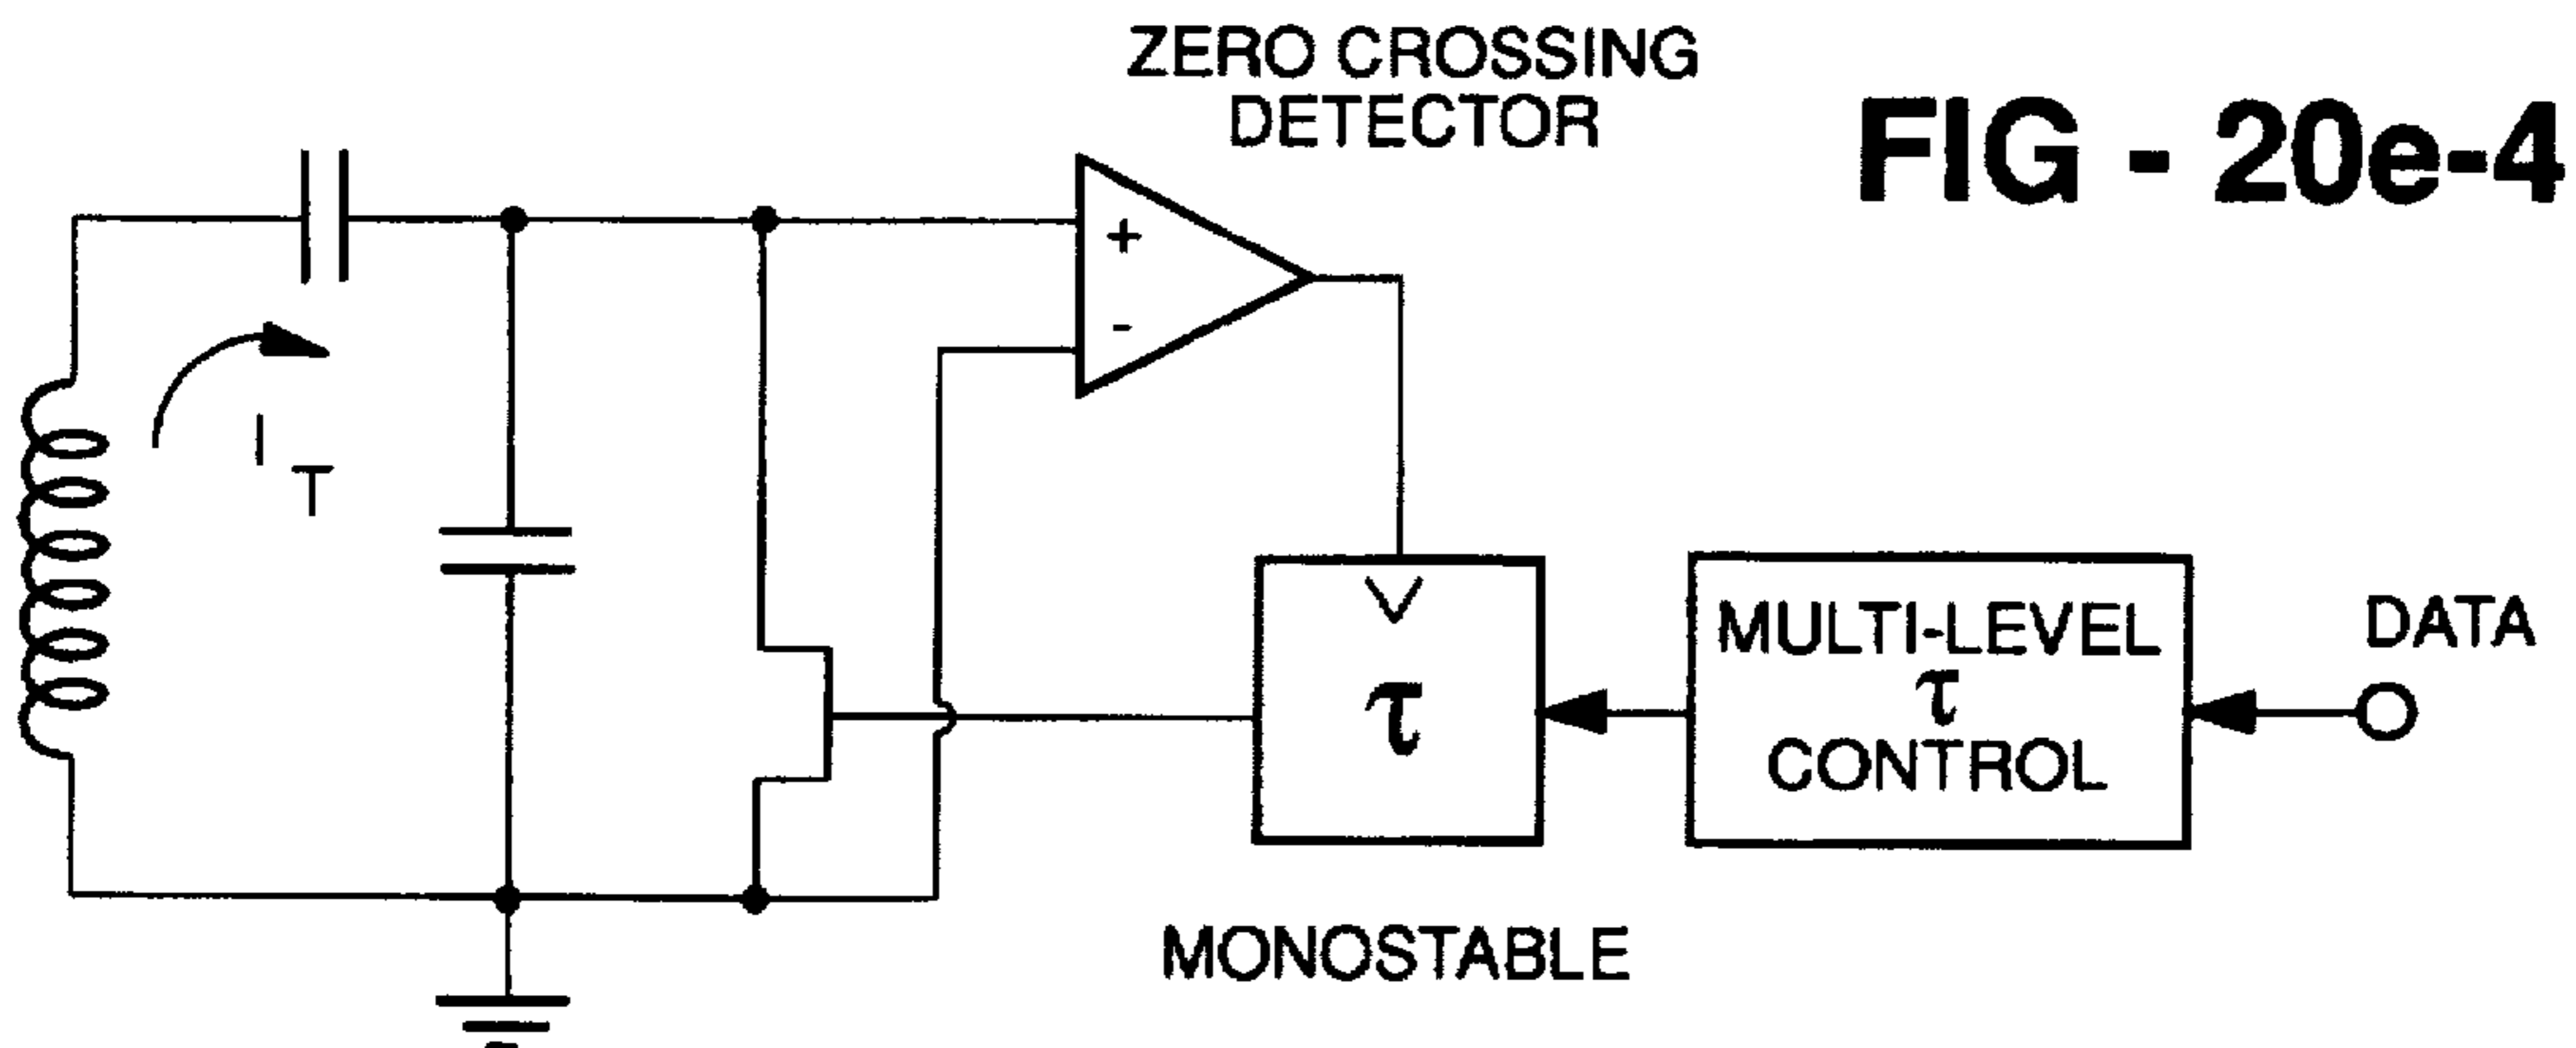 ZERO CROSSING
DETECTOR
FIG - 20e-4
+
-
I
T
τ
MULTI-LEVEL
τ
CONTROL
DATA
MONOSTABLE